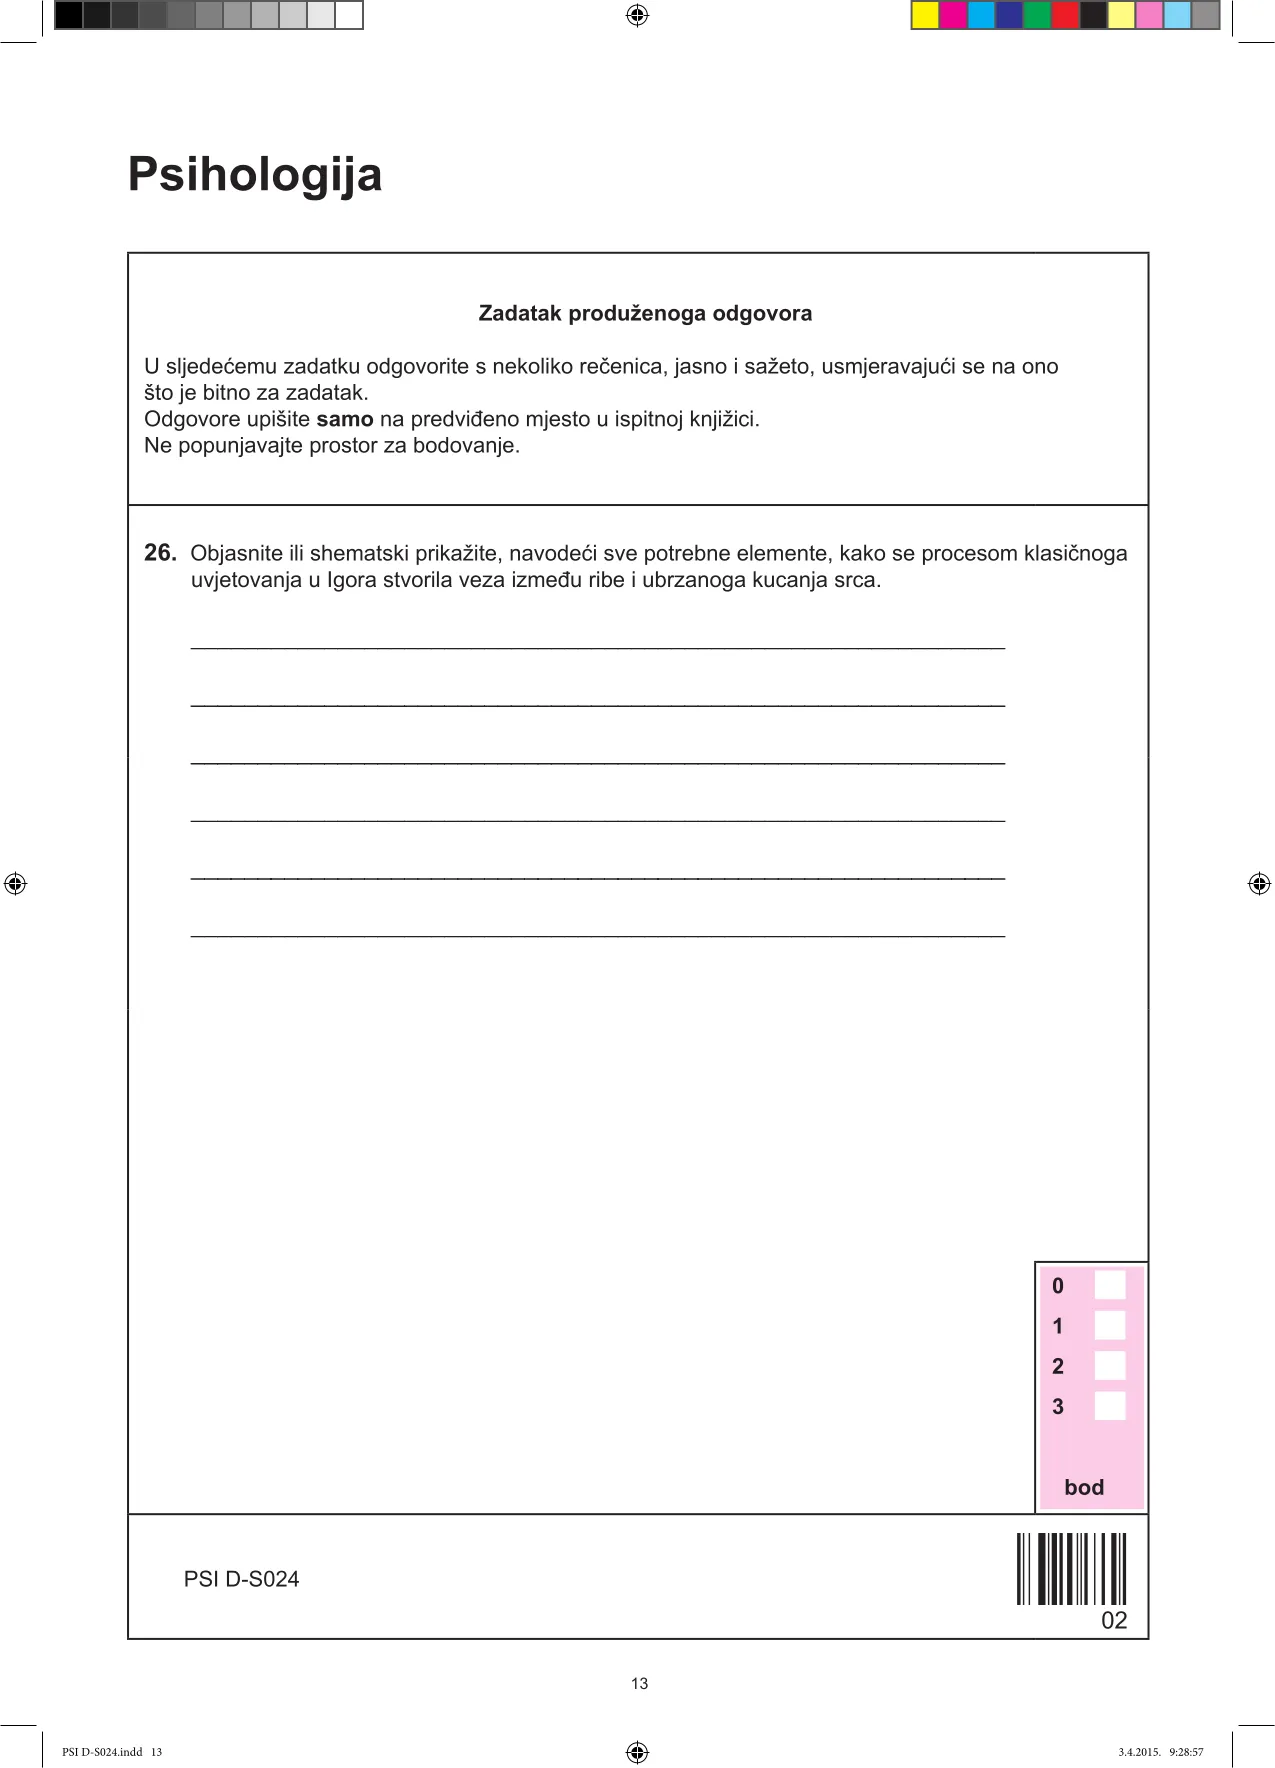 Psihologija
Zadatak produženoga odgovora
U sljedećemu zadatku odgovorite s nekoliko rečenica, jasno i sažeto, usmjeravajući se na ono
što je bitno za zadatak.
Odgovore upišite samo na predviđeno mjesto u ispitnoj knjižici.
Ne popunjavajte prostor za bodovanje.
26. Objasnite ili shematski prikažite, navodeći sve potrebne elemente, kako se procesom klasičnoga
uvjetovanja u Igora stvorila veza između ribe i ubrzanoga kucanja srca.
0
1
2
3
bod
PSI D-S024
02
13
PSI D-S024.indd 13
3.4.2015. 9:28:57